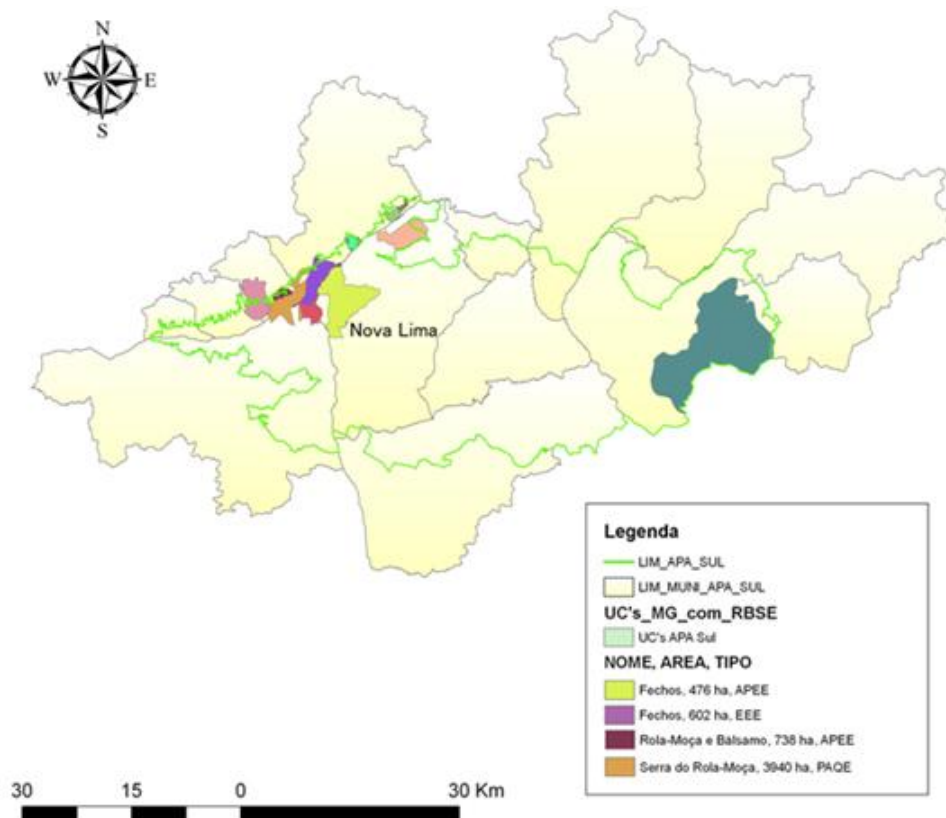 N
W E
S
Nova Lima
Legenda
LIM_APA_SUL
LIM_MUNI_APA_SUL
UC's_MG_com_RBSE
UC's APA Sul
NOME, AREA, TIPO
Fechos, 476 ha, APEE
Fechos, 602 ha, EEE
Rola-Moça e Balsamo, 738 ha, APEE
Serra do Rola-Moça, 3940 ha, PAQE
30 15 0 30 Km